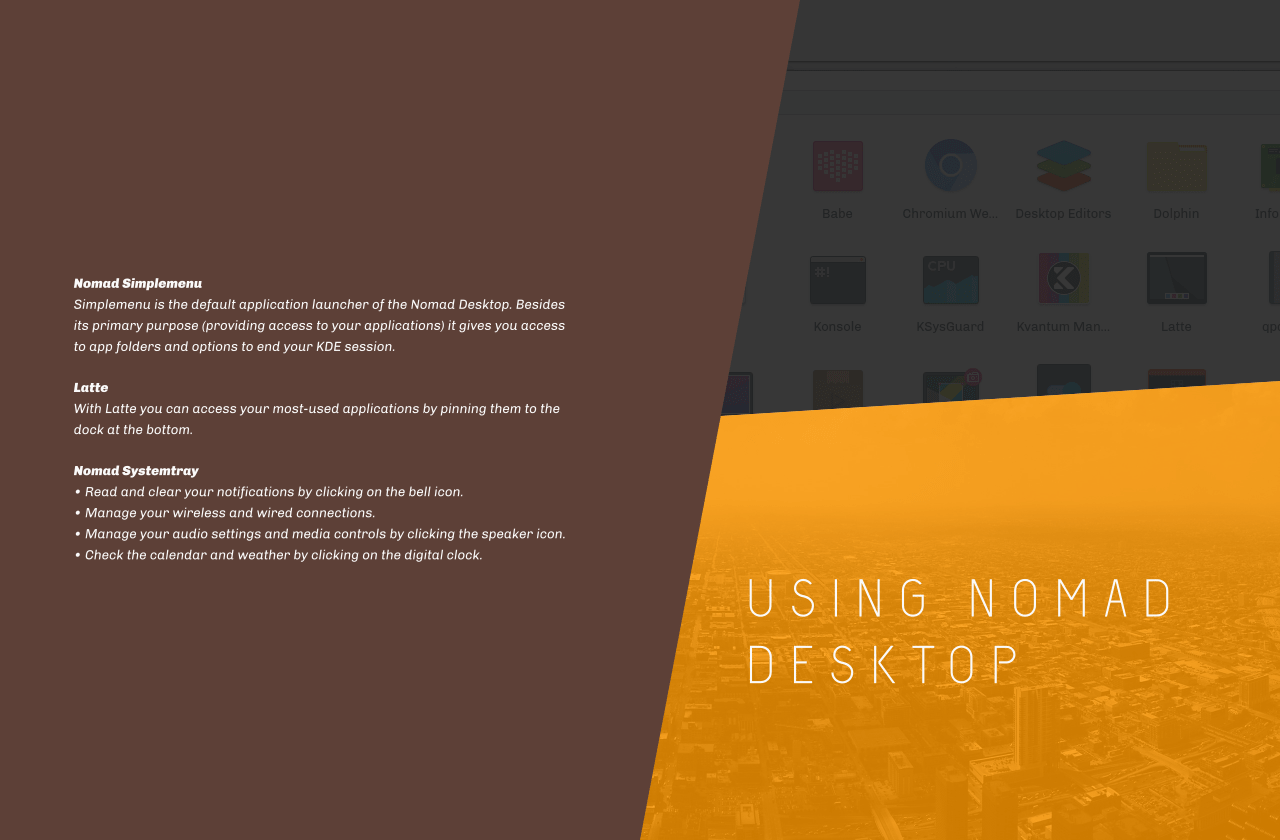 Nomad Simplemenu
Simplemenu is the default application launcher of the Nomad Desktop. Besides
its primary purpose (providing access to your applications) it gives you access
to app folders and options to end your KDE session.
Latte
With Latte you can access your most-used applications by pinning them to the
dock at the bottom.
Nomad Systemtray
• Read and clear your notifications by clicking on the bell icon.
• Manage your wireless and wired connections.
• Manage your audio settings and media controls by clicking the speaker icon.
• Check the calendar and weather by clicking on the digital clock.
Babe
Chromium We...
Desktop Editors
Dolphin
Info
#!
CPU
Konsole
KSysGuard
Kvantum Man...
Latte
USING NOMAD
DESKTOP